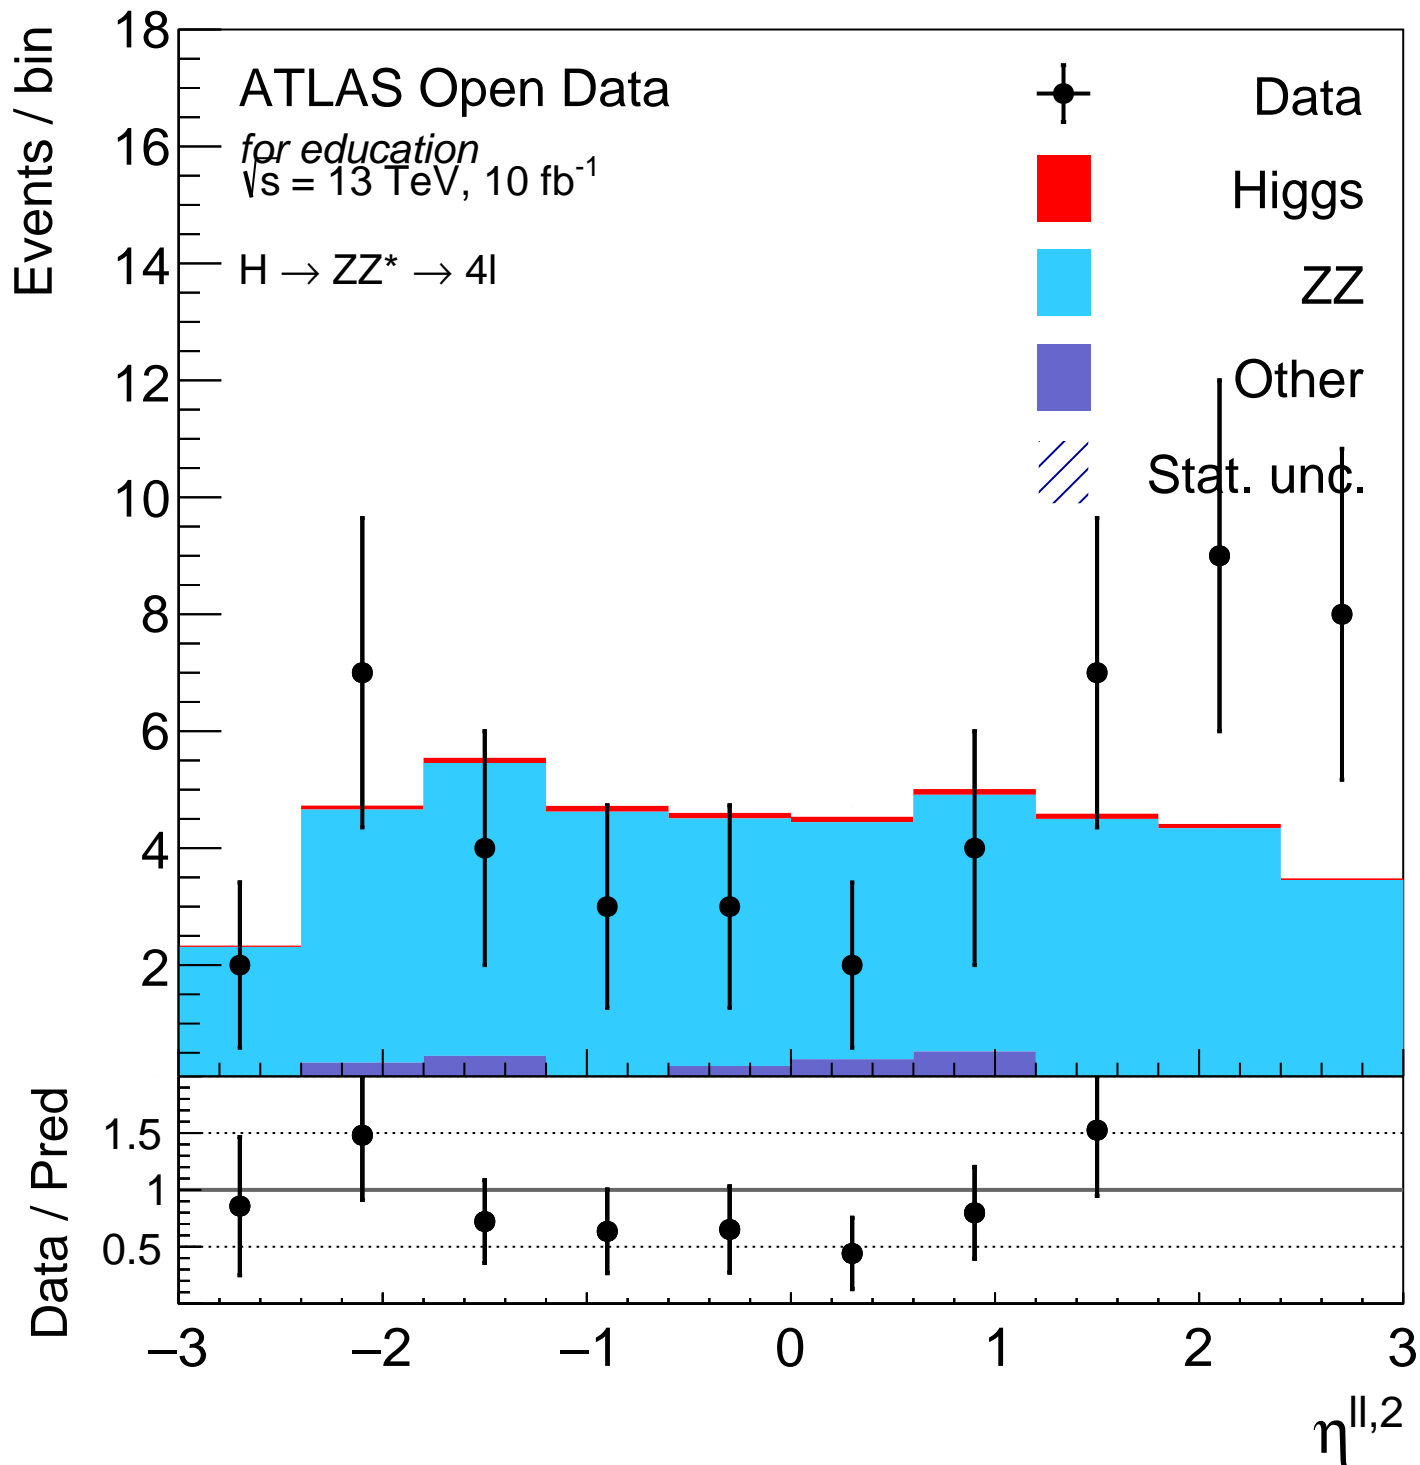 Events / bin
18
16
14
12
10
8
6
4
2
ATLAS Open Data
for education
√s = 13 TeV, 10 fb⁻¹
H → ZZ* → 4l
Data
Higgs
ZZ
Other
Stat. unc.
Data / Pred
1.5
1
0.5
−3 −2 −1 0 1 2 3
η^ll,2